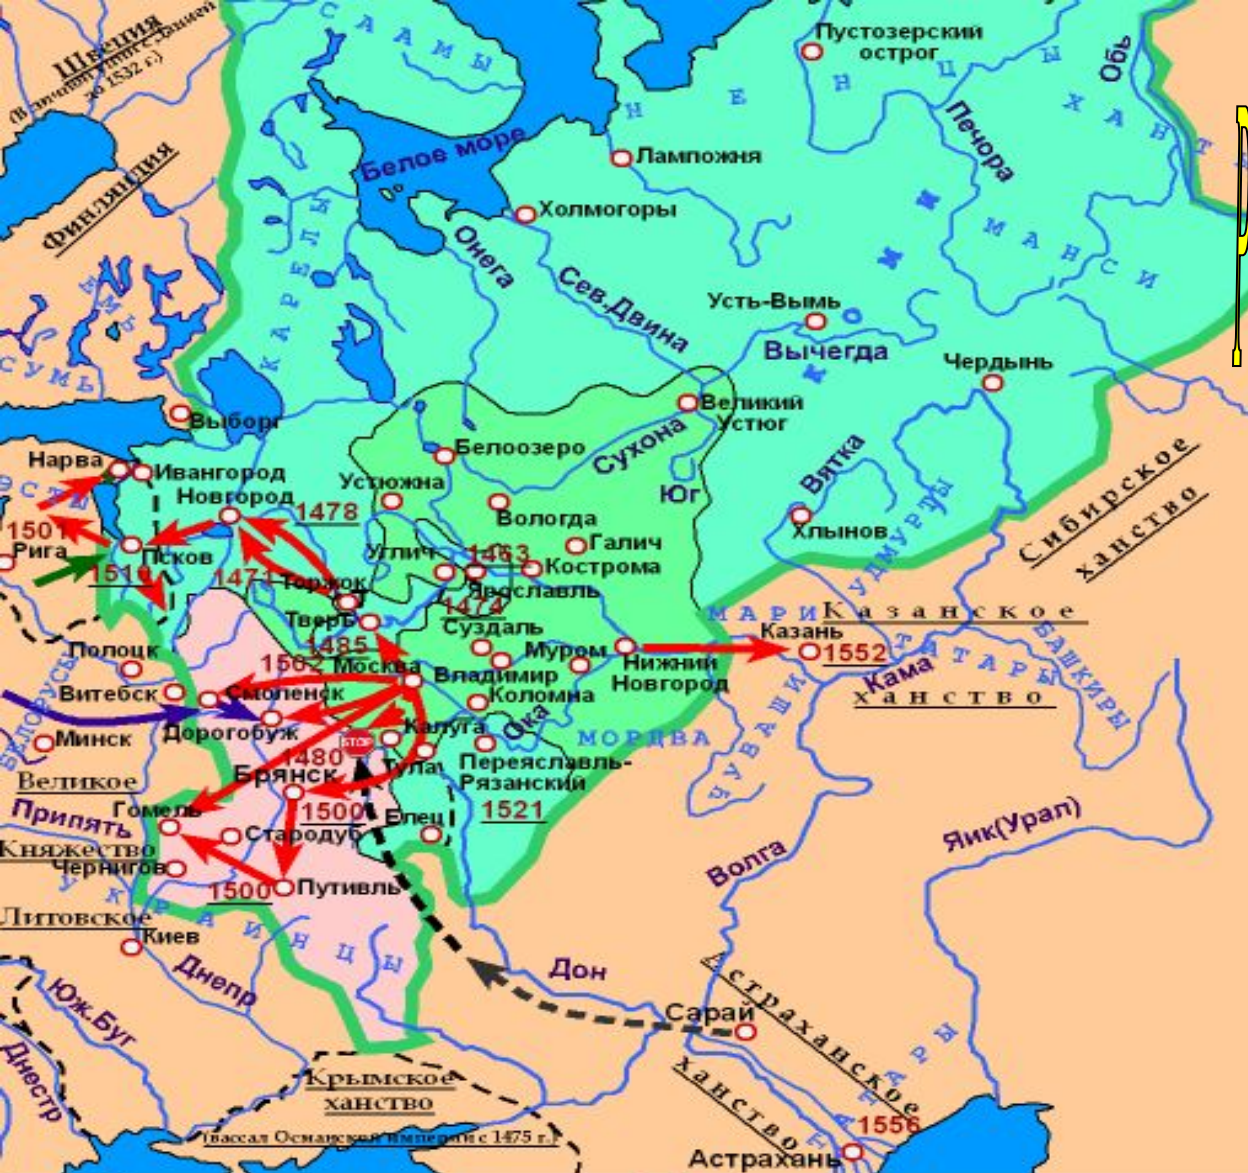 Швеция
до 1532 г.)
СААМЫ
Пустозерский
острог
НЕНЦЫ
Обь
ХАНТ
Печора
Белое море
Лампожня
Финляндия
Холмогоры
КАРЕЛЫ
Онега
Сев.Двина
МАНСИ
Усть-Вымь
КОМИ
Вычегда
Чердынь
ЕМЬ
СУМЬ
Выборг
Великий
Устюг
Белоозеро
Сухона
Юг
Вятка
Нарва
Ивангород
Новгород
1478
Устюжна
Вологда
Хлынов
Сибирское
ханство
1501
Рига
Псков
1510
Углич
1463
Галич
Кострома
Ярославль
1471
Торжок
1474
Тверь
1485
Суздаль
УДМУРТЫ
МАРИ
Казанское
Казань
1552
ТАТАРЫ
БАШКИРЫ
Кама
ханство
Полоцк
1502
Москва
Владимир
Муром
Нижний
Новгород
Витебск
Смоленск
Коломна
БЕЛОРУСЫ
Минск
Дорогобуж
Калуга
Ока
МОРДВА
ЧУВАШИ
STOP
1480
Тула
Переяславль-
Рязанский
1521
Великое
Брянск
Гомель
1500
Елец
Припять
Стародуб
Княжество
Чернигов
Волга
Яик(Урал)
1500
Путивль
УКРАИНЦЫ
Литовское
Киев
Днепр
Юж.Буг
Днестр
Дон
Сарай
Астраханское
ханство
ТАТАРЫ
Крымское
ханство
(вассал Османской империи с 1475 г.)
1556
Астрахань